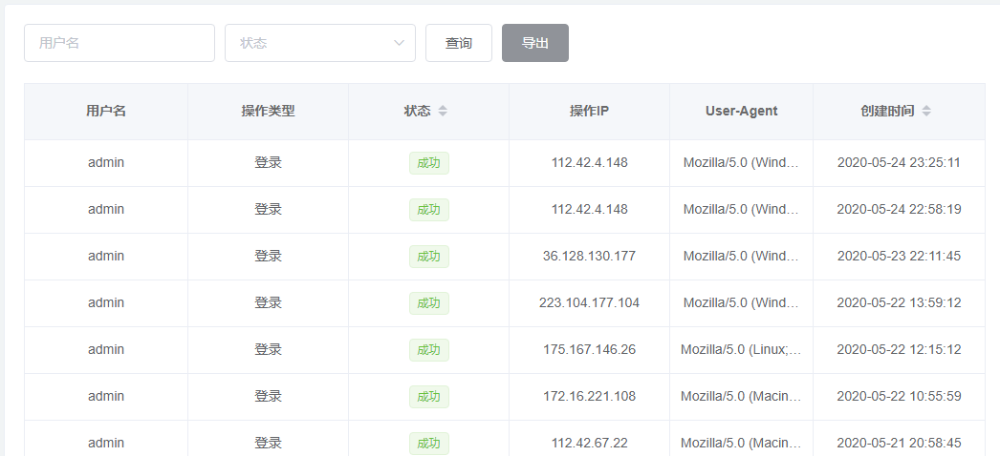 用户名 状态 查询 导出
用户名 操作类型 状态 操作IP User-Agent 创建时间
admin 登录 成功 112.42.4.148 Mozilla/5.0 (Wind… 2020-05-24 23:25:11
admin 登录 成功 112.42.4.148 Mozilla/5.0 (Wind… 2020-05-24 22:58:19
admin 登录 成功 36.128.130.177 Mozilla/5.0 (Wind… 2020-05-23 22:11:45
admin 登录 成功 223.104.177.104 Mozilla/5.0 (Wind… 2020-05-22 13:59:12
admin 登录 成功 175.167.146.26 Mozilla/5.0 (Linux;… 2020-05-22 12:15:12
admin 登录 成功 172.16.221.108 Mozilla/5.0 (Macin… 2020-05-22 10:55:59
admin 登录 成功 112.42.67.22 Mozilla/5.0 (Macin… 2020-05-21 20:58:45